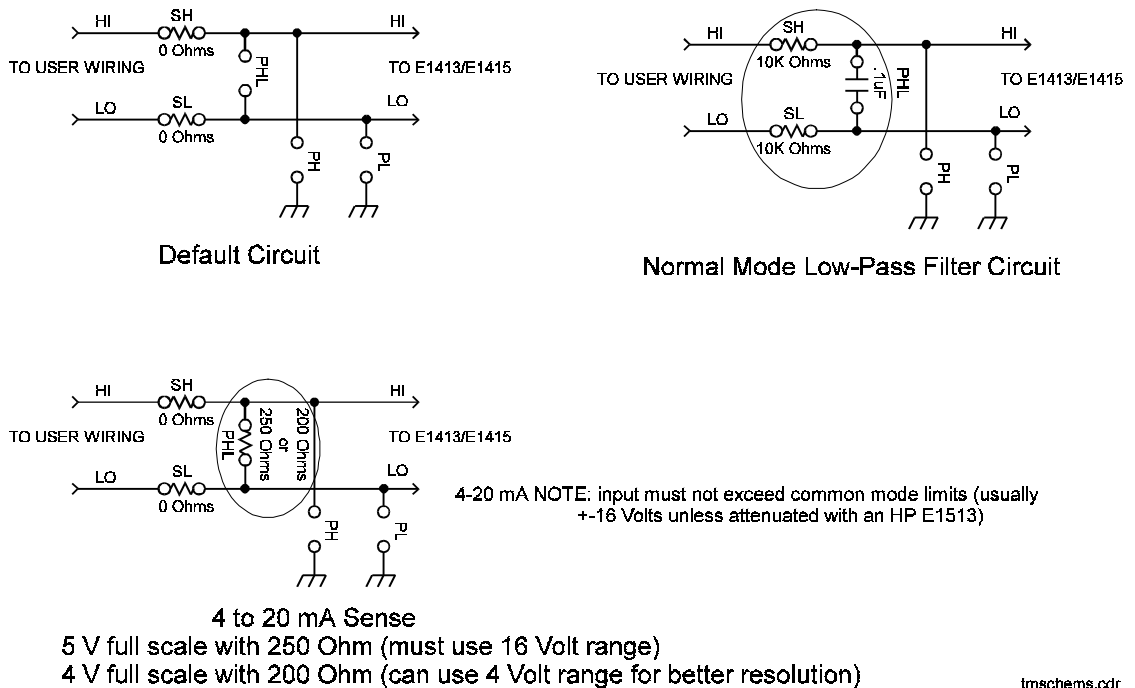 HI
SH
HI
0 Ohms
TO USER WIRING
PHL
TO E1413/E1415
LO
SL
LO
0 Ohms
PH
PL
Default Circuit
HI
SH
HI
10K Ohms
TO USER WIRING
PHL
.1uF
TO E1413/E1415
LO
SL
LO
10K Ohms
PH
PL
Normal Mode Low-Pass Filter Circuit
HI
SH
HI
0 Ohms
TO USER WIRING
PHL
200 Ohms
or
250 Ohms
TO E1413/E1415
LO
SL
LO
0 Ohms
PH
PL
4-20 mA NOTE: input must not exceed common mode limits (usually
+-16 Volts unless attenuated with an HP E1513)
4 to 20 mA Sense
5 V full scale with 250 Ohm (must use 16 Volt range)
4 V full scale with 200 Ohm (can use 4 Volt range for better resolution)
tmschems.cdr